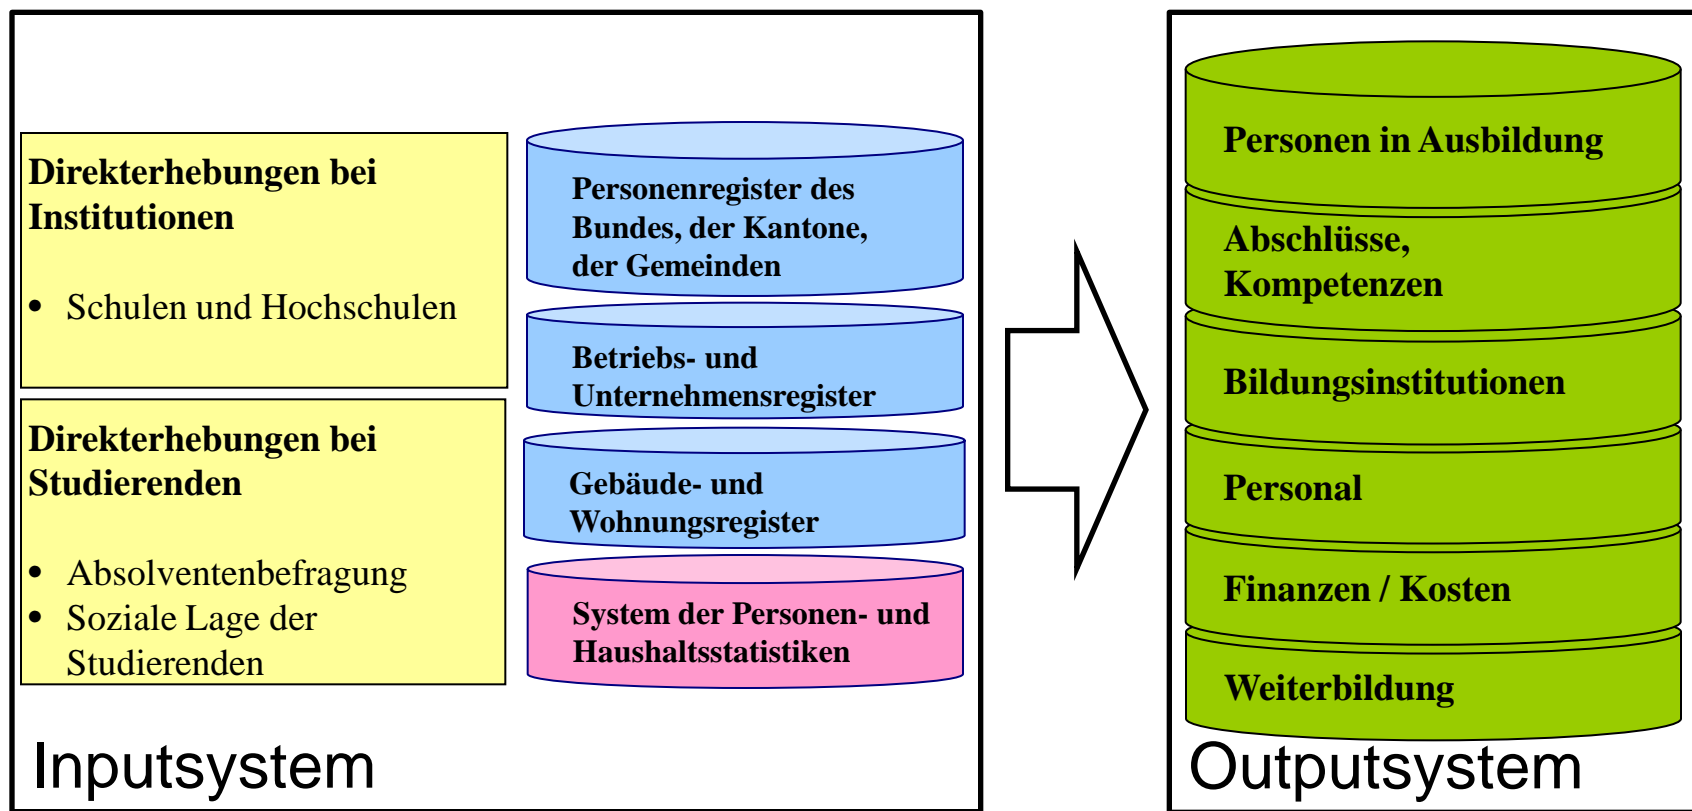 Direkterhebungen bei
Institutionen
• Schulen und Hochschulen
Direkterhebungen bei
Studierenden
• Absolventenbefragung
• Soziale Lage der
Studierenden
Personenregister des
Bundes, der Kantone,
der Gemeinden
Betriebs- und
Unternehmensregister
Gebäude- und
Wohnungsregister
System der Personen- und
Haushaltsstatistiken
Inputsystem
Personen in Ausbildung
Abschlüsse,
Kompetenzen
Bildungsinstitutionen
Personal
Finanzen / Kosten
Weiterbildung
Outputsystem